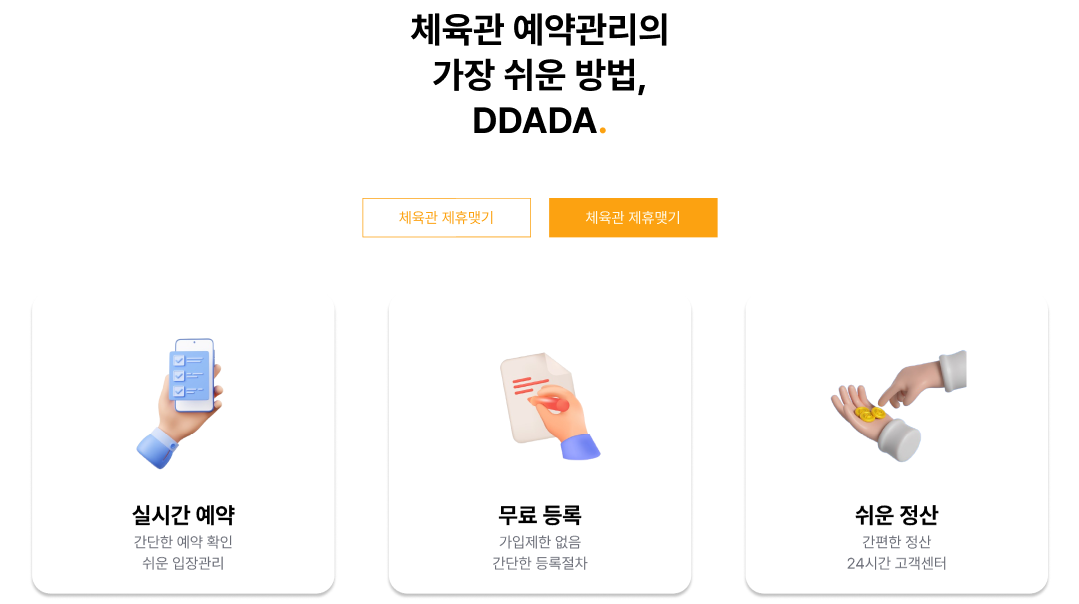 체육관 예약관리의
가장 쉬운 방법,
DDADA.
체육관 제휴맺기
체육관 제휴맺기
실시간 예약
간단한 예약 확인
쉬운 입장관리
무료 등록
가입제한 없음
간단한 등록절차
쉬운 정산
간편한 정산
24시간 고객센터